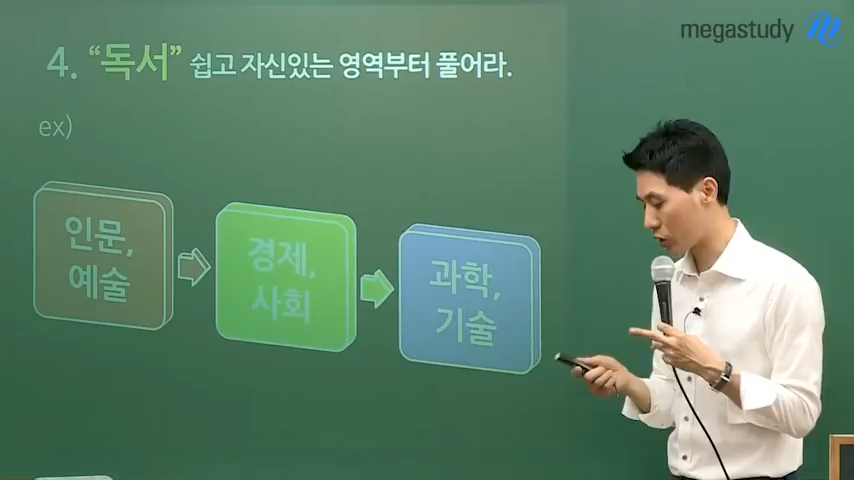 megastudy
4. “독서” 쉽고 자신있는 영역부터 풀어라.
ex)
인문,
예술
경제,
사회
과학,
기술